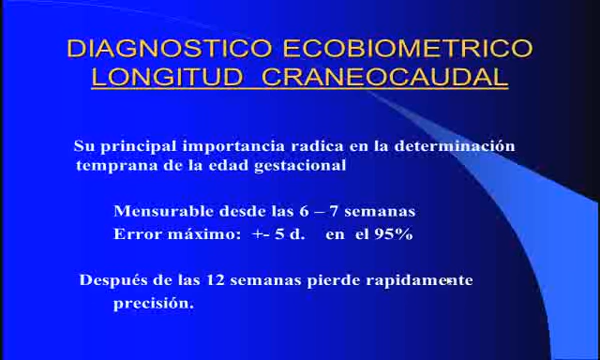 DIAGNOSTICO ECOBIOMETRICO
LONGITUD CRANEOCAUDAL
Su principal importancia radica en la determinación
temprana de la edad gestacional
Mensurable desde las 6 – 7 semanas
Error máximo: +- 5 d. en el 95%
Después de las 12 semanas pierde rapidamente
precisión.